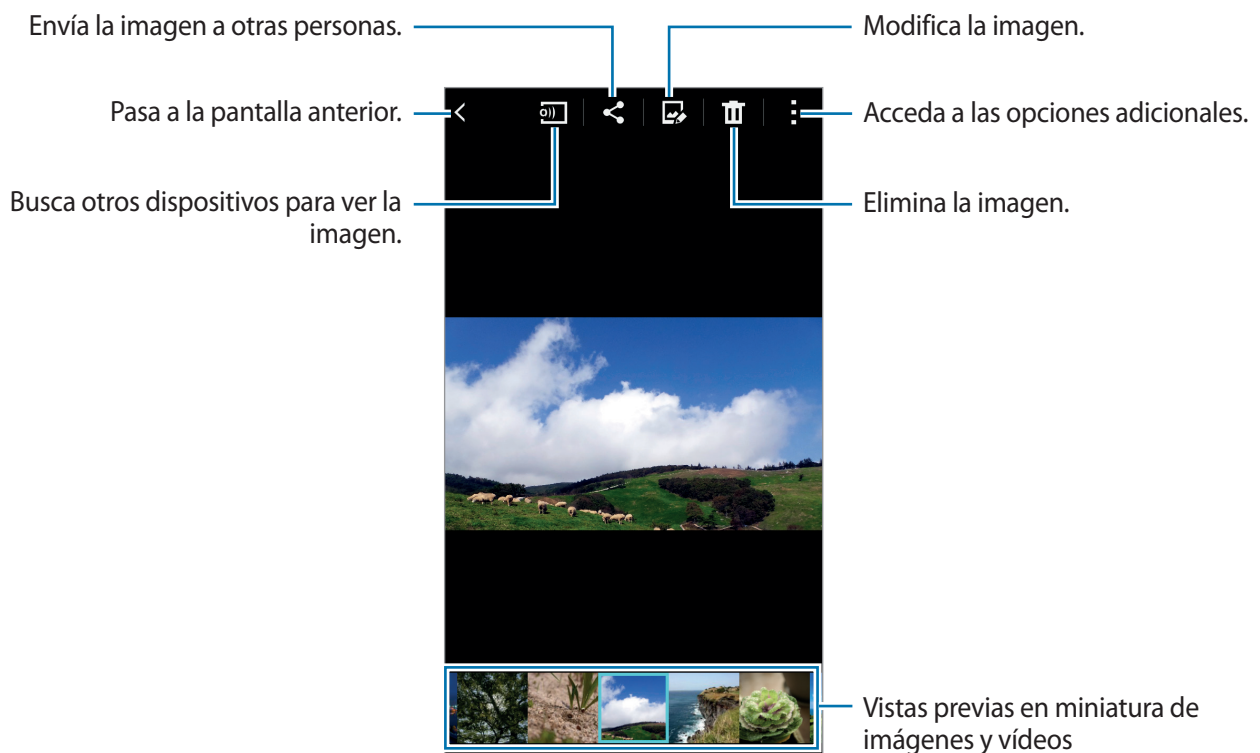 Envía la imagen a otras personas.
Modifica la imagen.
Pasa a la pantalla anterior.
Acceda a las opciones adicionales.
Busca otros dispositivos para ver la
imagen.
Elimina la imagen.
Vistas previas en miniatura de
imágenes y vídeos